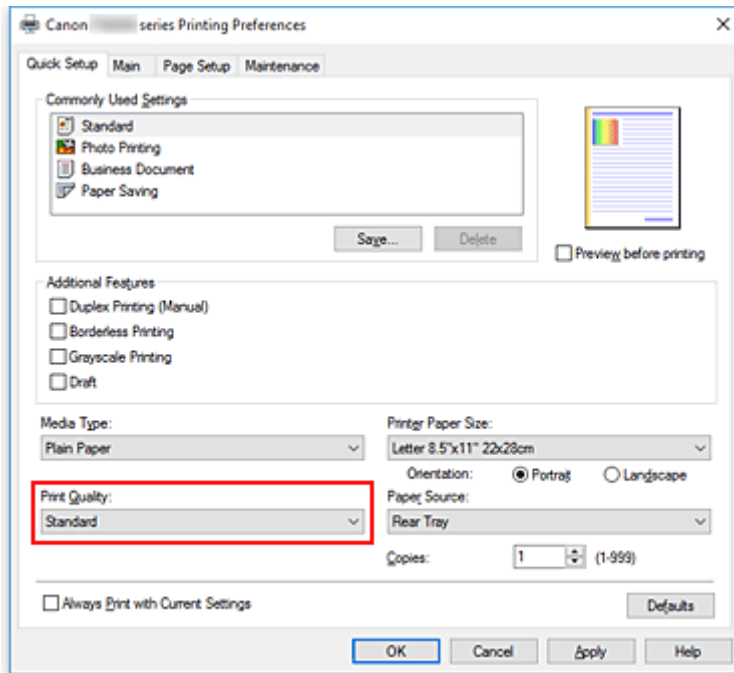 Canon series Printing Preferences
Quick Setup Main Page Setup Maintenance
Commonly Used Settings
Standard
Photo Printing
Business Document
Paper Saving
Save... Delete
Preview before printing
Additional Features
Duplex Printing (Manual)
Borderless Printing
Grayscale Printing
Draft
Media Type: Printer Paper Size:
Plain Paper Letter 8.5"x11" 22x28cm
Orientation: Portrait Landscape
Print Quality: Paper Source:
Standard Rear Tray
Copies: 1 (1-999)
Always Print with Current Settings Defaults
OK Cancel Apply Help